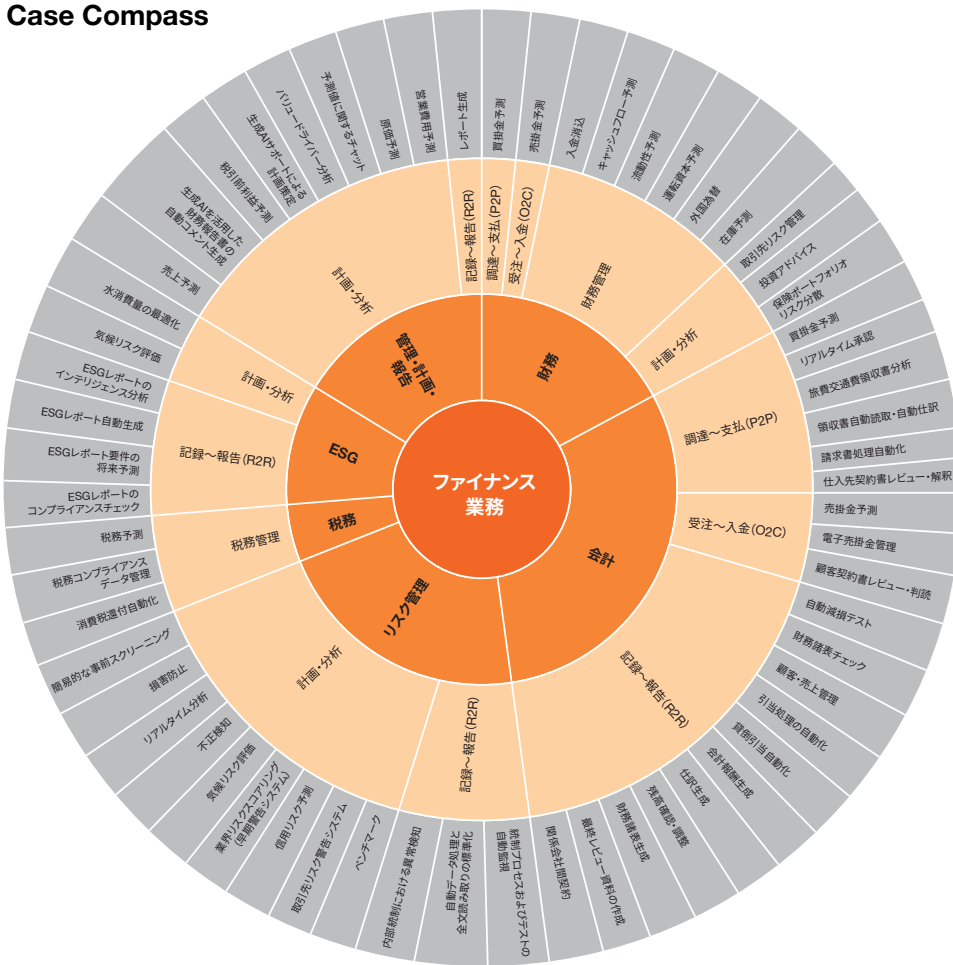 Case Compass
ファイナンス
業務
財務
会計
リスク管理
税務
ESG
管理・計画・
報告
調達～支払（P2P）
受注～入金（O2C）
財務管理
計画・分析
調達～支払（P2P）
受注～入金（O2C）
記録～報告（R2R）
記録～報告（R2R）
計画・分析
税務管理
記録～報告（R2R）
計画・分析
計画・分析
記録～報告（R2R）
買掛金予測
売掛金予測
入金消込
キャッシュフロー予測
流動性予測
運転資本予測
外国為替
在庫予測
取引先リスク管理
投資アドバイス
保険ポートフォリオ
リスク分散
買掛金予測
リアルタイム承認
旅費交通費領収書分析
領収書自動読取・自動仕訳
請求書処理自動化
仕入先契約書レビュー・解釈
売掛金予測
電子売掛金管理
顧客契約書レビュー・判読
自動減損テスト
財務諸表チェック
顧客・売上管理
引当処理の自動化
貸倒引当自動化
会計報酬生成
仕訳生成
残高確認・調整
財務諸表生成
最終レビュー資料の作成
関係会社間契約
統制プロセスおよびテストの
自動監視
自動データ処理と
全文読み取りの標準化
内部統制における異常検知
ベンチマーク
取引先リスク警告システム
信用リスク予測
業界リスクスコアリング
（早期警告システム）
気候リスク評価
不正検知
リアルタイム分析
損害防止
簡易的な事前スクリーニング
消費税還付自動化
税務コンプライアンス
データ管理
税務予測
ESGレポートの
コンプライアンスチェック
ESGレポート要件の
将来予測
ESGレポート自動生成
ESGレポートの
インテリジェンス分析
気候リスク評価
水消費量の最適化
売上予測
生成AIを活用した
財務報告書の
自動コメント生成
税引前利益予測
生成AIサポートによる
計画策定
バリュードライバー分析
予測値に関するチャット
原価予測
営業費用予測
レポート生成